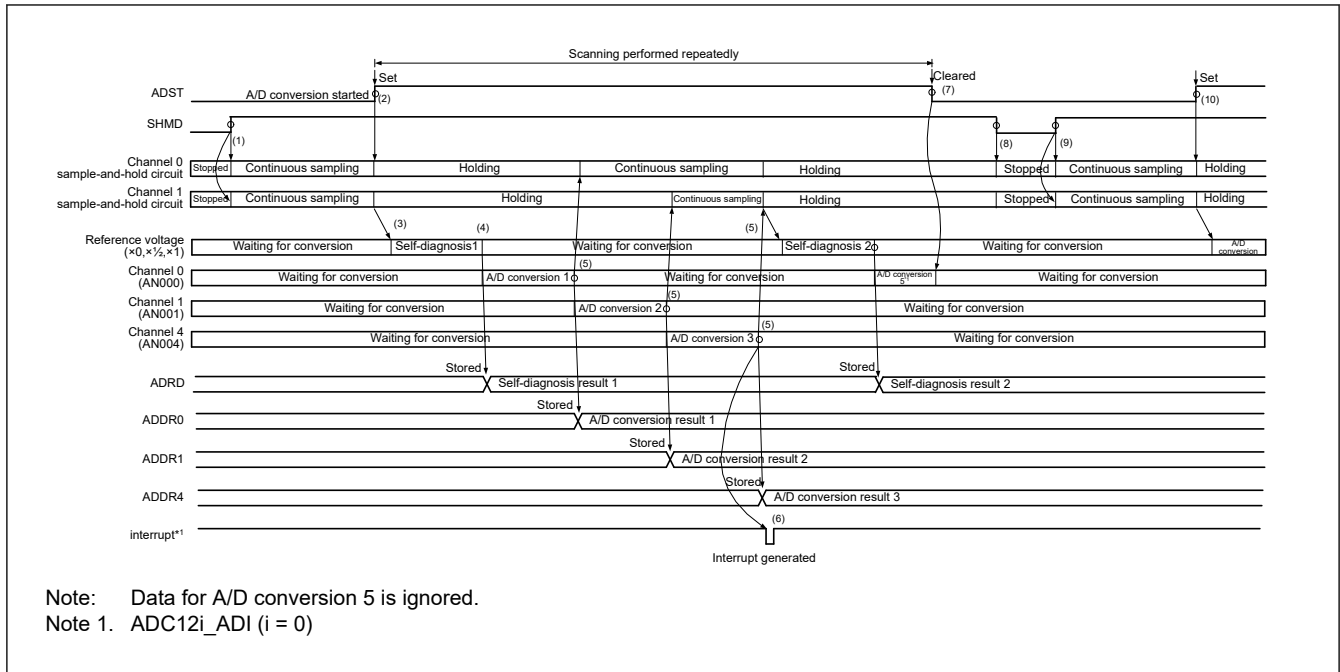 Scanning performed repeatedly
Set Cleared Set
ADST A/D conversion started (2) (7) (10)
SHMD (1) (8) (9)
Channel 0
sample-and-hold circuit Stopped Continuous sampling Holding Continuous sampling Holding Stopped Continuous sampling Holding
Channel 1
sample-and-hold circuit Stopped Continuous sampling Holding Continuous sampling Holding Stopped Continuous sampling Holding
(3) (4) (5)
Reference voltage
(×0,×½,×1) Waiting for conversion Self-diagnosis1 Waiting for conversion Self-diagnosis 2 Waiting for conversion A/D conversion
(5)
Channel 0
(AN000) Waiting for conversion A/D conversion 1 Waiting for conversion A/D conversion 5 Waiting for conversion
(5)
Channel 1
(AN001) Waiting for conversion A/D conversion 2 Waiting for conversion
(5)
Channel 4
(AN004) Waiting for conversion A/D conversion 3 Waiting for conversion
Stored Stored
ADRD Self-diagnosis result 1 Self-diagnosis result 2
Stored
ADDR0 A/D conversion result 1
Stored
ADDR1 A/D conversion result 2
Stored
ADDR4 A/D conversion result 3
(6)
interrupt*1
Interrupt generated
Note: Data for A/D conversion 5 is ignored.
Note 1. ADC12i_ADI (i = 0)